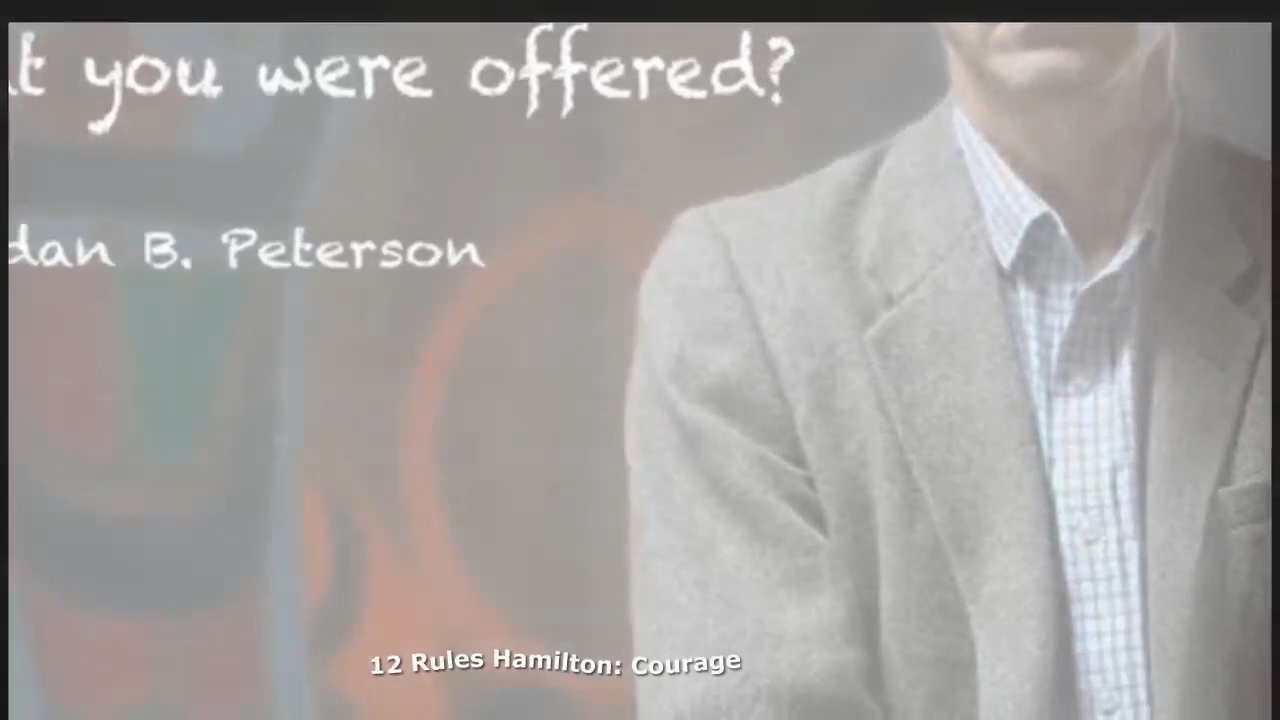 t you were offered?
dan B. Peterson
12 Rules Hamilton: Courage